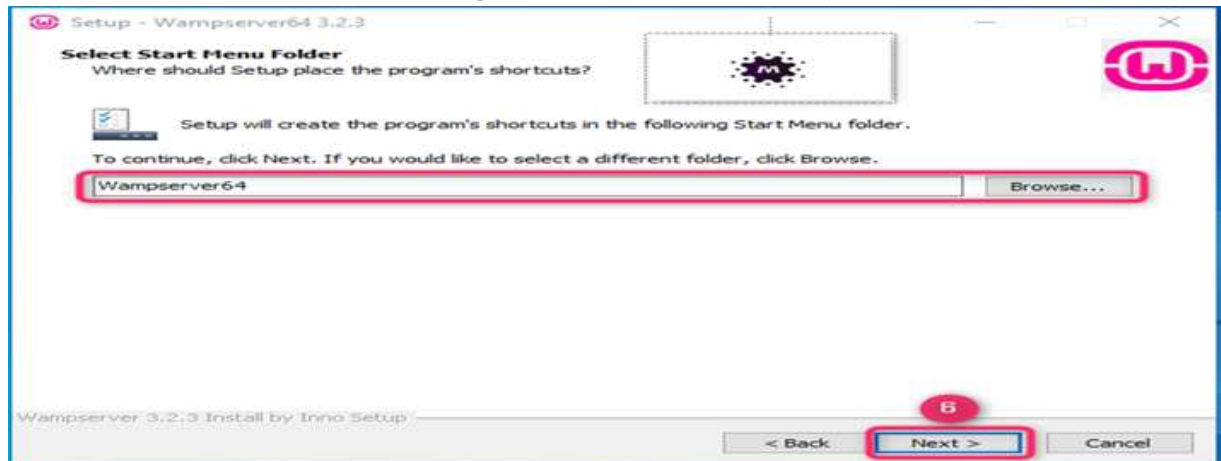 Setup - Wampserver64 3.2.3
Select Start Menu Folder
Where should Setup place the program's shortcuts?
M
W
Setup will create the program's shortcuts in the following Start Menu folder.
To continue, click Next. If you would like to select a different folder, click Browse.
Wampserver64 Browse...
Wampserver 3.2.3 Install by Inno Setup
6
< Back Next > Cancel